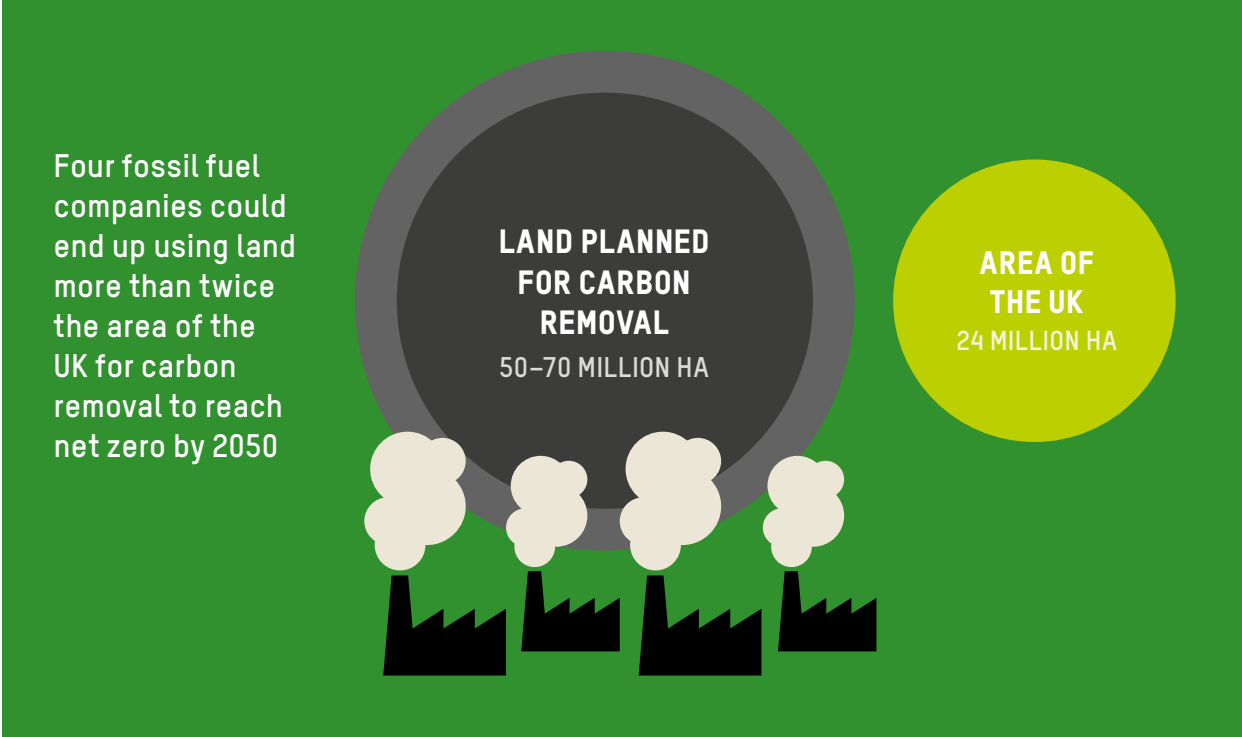 Four fossil fuel
companies could
end up using land
more than twice
the area of the
UK for carbon
removal to reach
net zero by 2050
LAND PLANNED
FOR CARBON
REMOVAL
50–70 MILLION HA
AREA OF
THE UK
24 MILLION HA